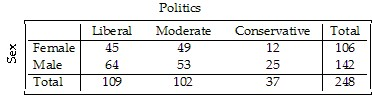 Politics
Liberal Moderate Conservative Total
Sex
Female 45 49 12 106
Male 64 53 25 142
Total 109 102 37 248